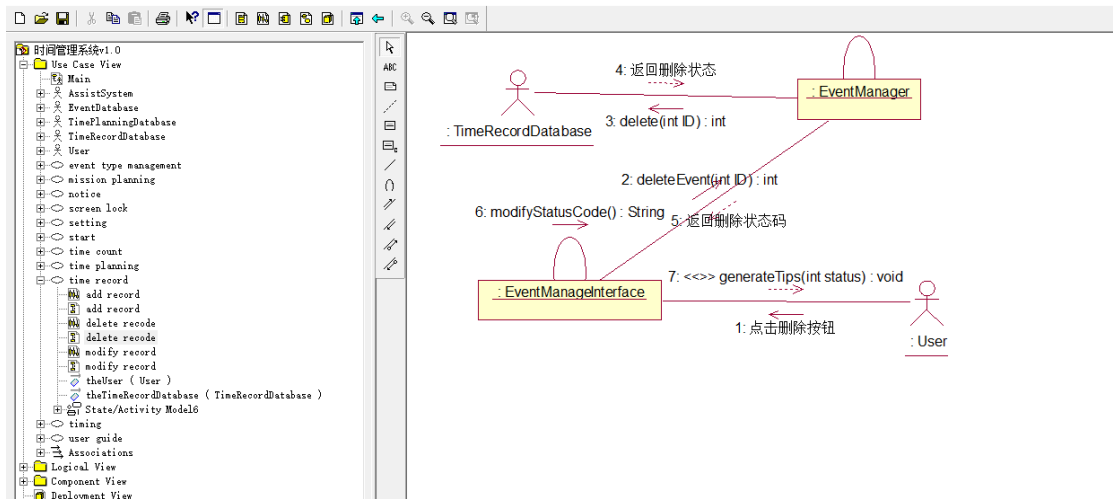 时间管理系统v1.0
Use Case View
Main
AssistSystem
EventDatabase
TimePlanningDatabase
TimeRecordDatabase
User
event type management
mission planning
notice
screen lock
setting
start
time count
time planning
time record
add record
add record
delete recode
delete recode
modify record
modify record
theUser ( User )
theTimeRecordDatabase ( TimeRecordDatabase )
State/Activity Model6
timing
user guide
Associations
Logical View
Component View
Deployment View
ABC
4: 返回删除状态
: EventManager
3: delete(int ID) : int
: TimeRecordDatabase
2: deleteEvent(int ID) : int
6: modifyStatusCode() : String
5: 返回删除状态码
7: <<>> generateTips(int status) : void
: EventManageInterface
1: 点击删除按钮
: User